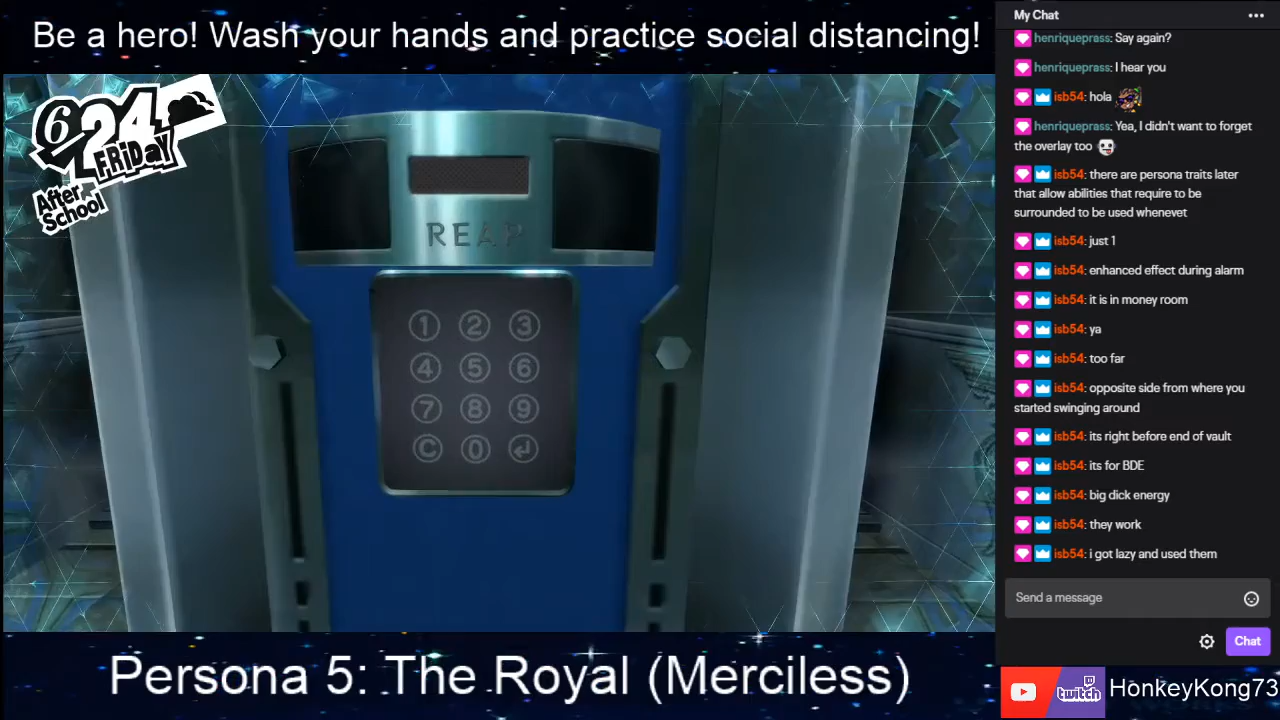 Be a hero! Wash your hands and practice social distancing!
6/24
FRiDaY
After
School
REAP
1 2 3
4 5 6
7 8 9
C 0 ↵
Persona 5: The Royal (Merciless)
My Chat
henriqueprass: Say again?
henriqueprass: I hear you
isb54: hola
henriqueprass: Yea, I didn't want to forget
the overlay too
isb54: there are persona traits later
that allow abilities that require to be
surrounded to be used whenevet
isb54: just 1
isb54: enhanced effect during alarm
isb54: it is in money room
isb54: ya
isb54: too far
isb54: opposite side from where you
started swinging around
isb54: its right before end of vault
isb54: its for BDE
isb54: big dick energy
isb54: they work
isb54: i got lazy and used them
Send a message
Chat
twitch
HonkeyKong73